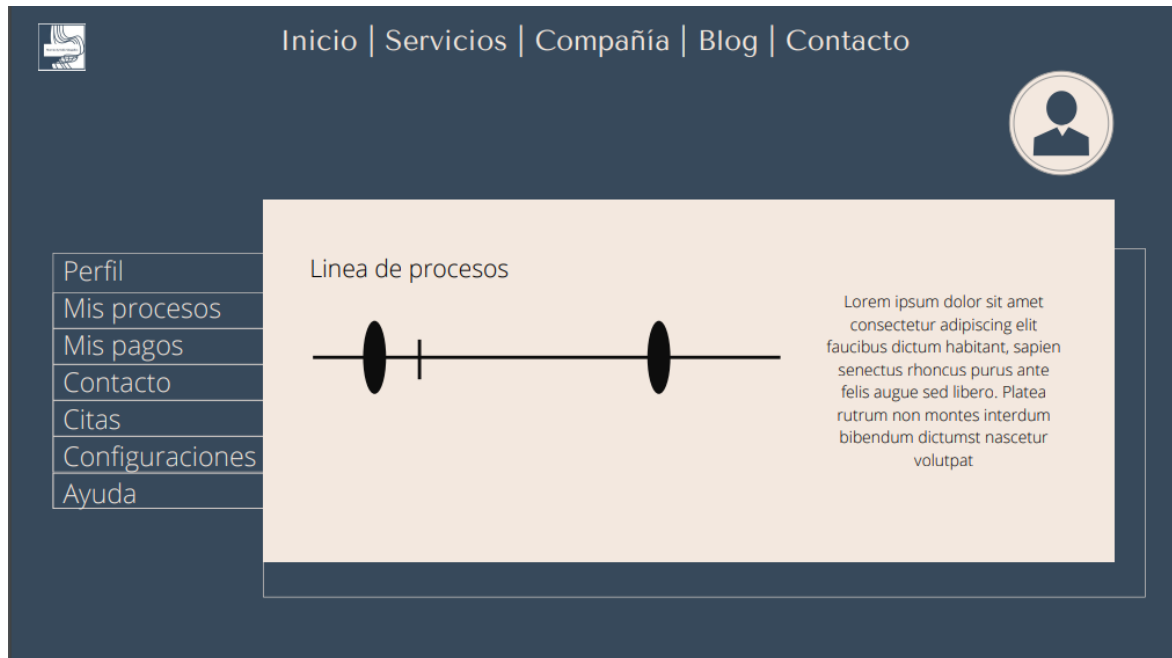 Inicio | Servicios | Compañía | Blog | Contacto
Perfil
Mis procesos
Mis pagos
Contacto
Citas
Configuraciones
Ayuda
Linea de procesos
Lorem ipsum dolor sit amet
consectetur adipiscing elit
faucibus dictum habitant, sapien
senectus rhoncus purus ante
felis augue sed libero. Platea
rutrum non montes interdum
bibendum dictumst nascetur
volutpat